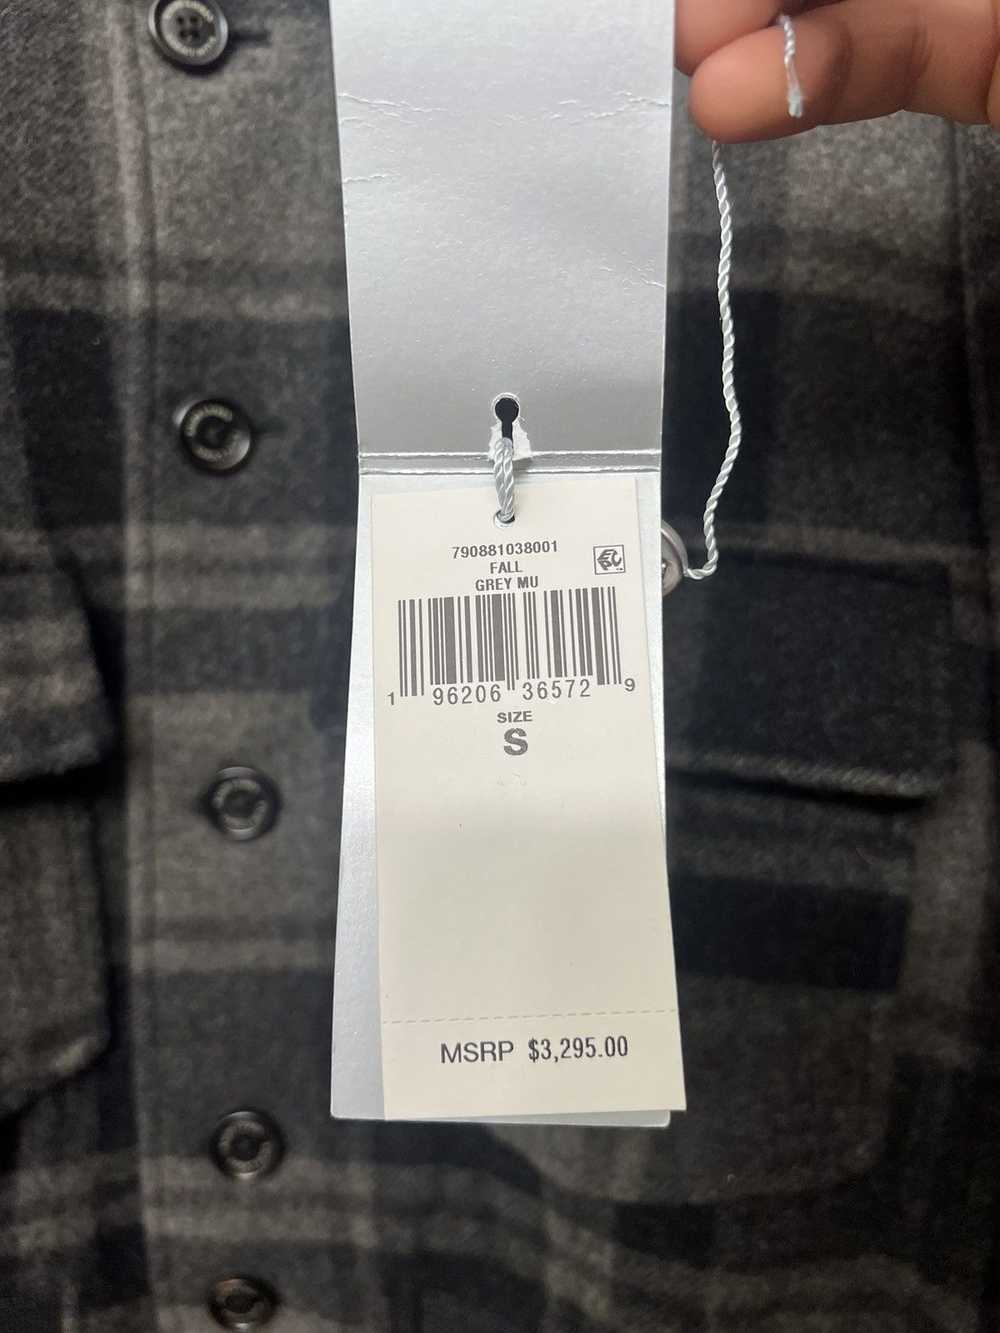 790881038001
FALL
GREY MU
1 96206 36572 9
SIZE
S
MSRP $3,295.00